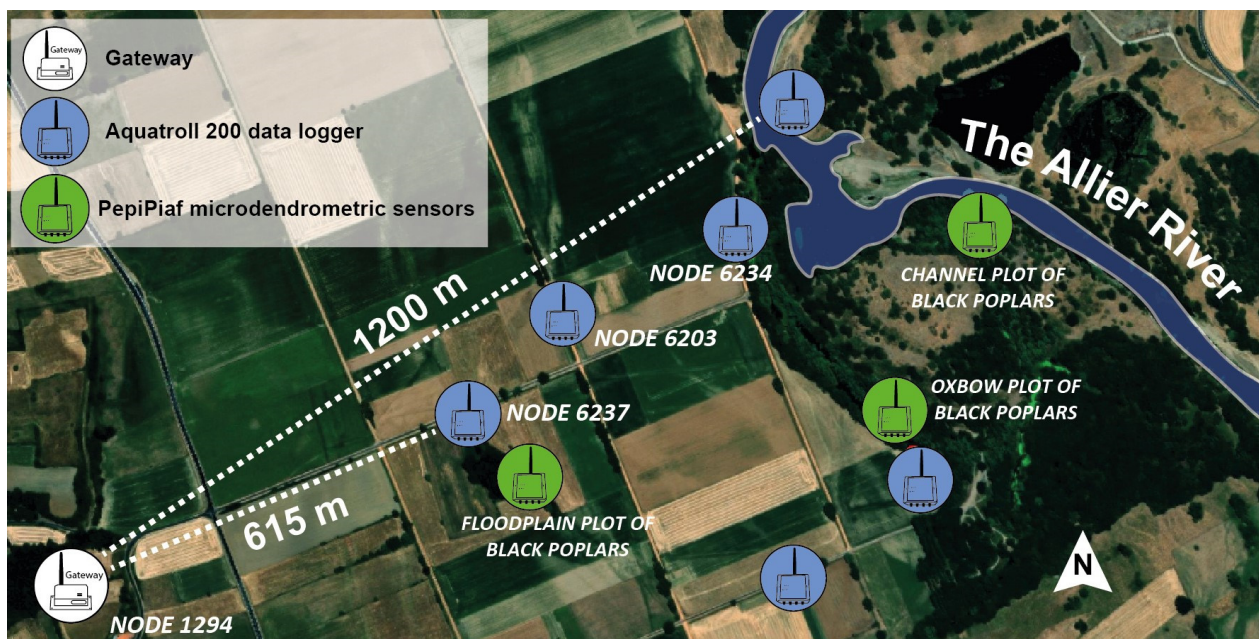 Gateway
Gateway
Aquatroll 200 data logger
PepiPiaf microdendrometric sensors
The Allier River
NODE 6234
CHANNEL PLOT OF
BLACK POPLARS
1200 m
NODE 6203
OXBOW PLOT OF
BLACK POPLARS
NODE 6237
615 m
FLOODPLAIN PLOT OF
BLACK POPLARS
Gateway
NODE 1294
N